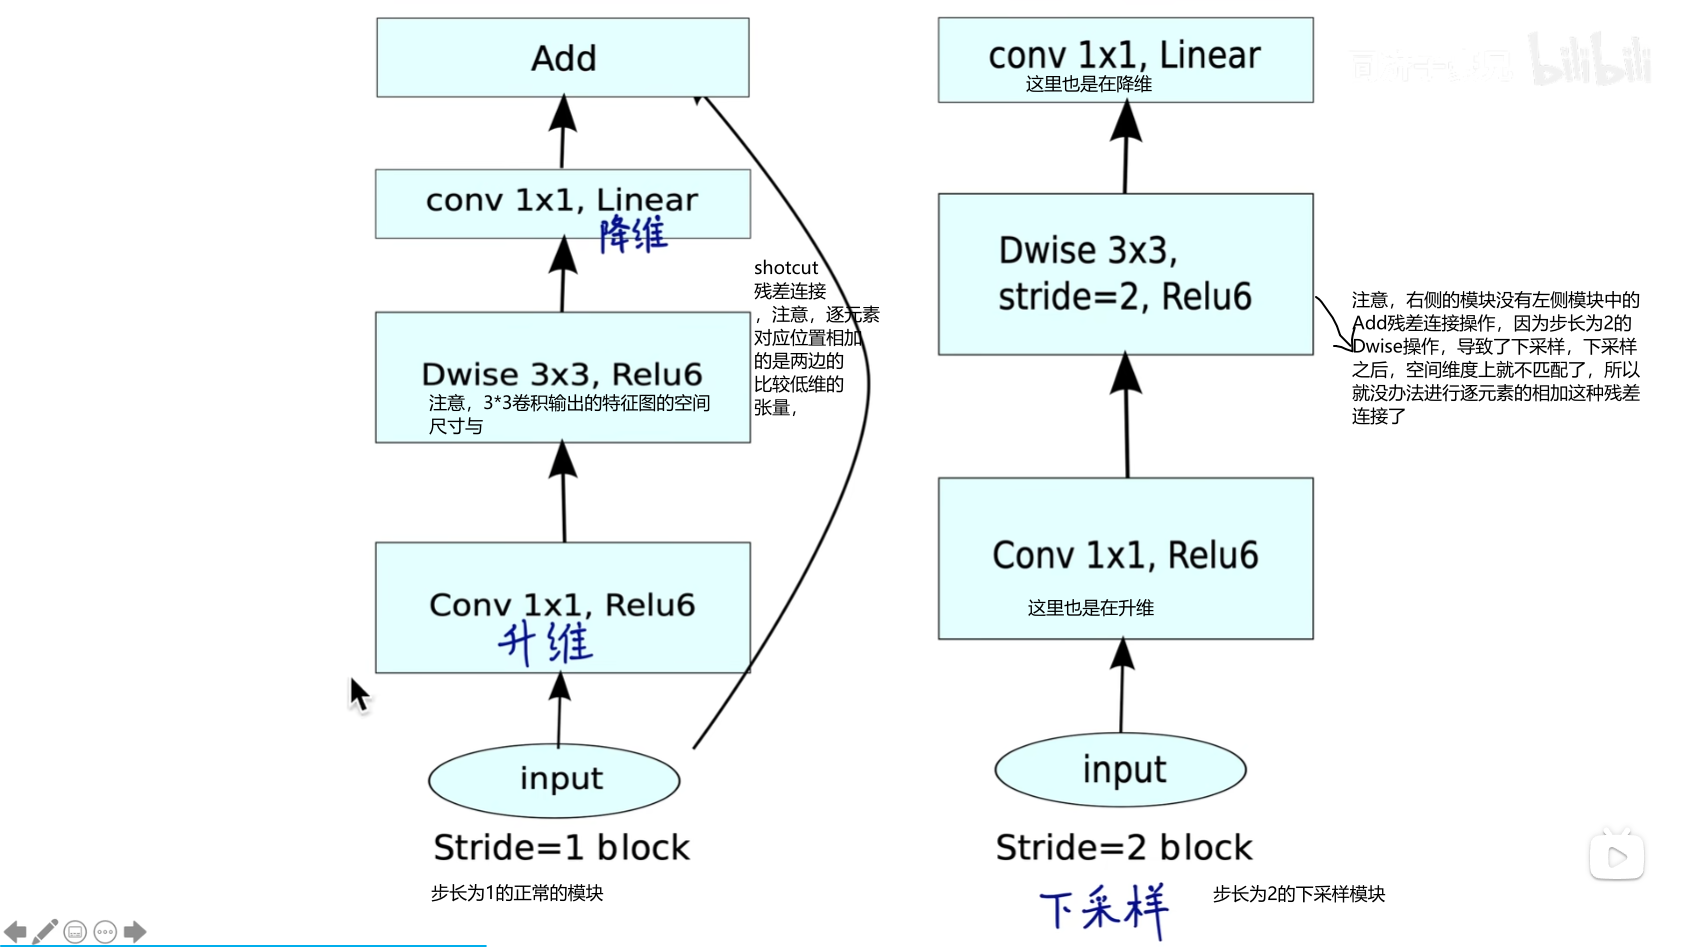 Add
conv 1x1, Linear
降维
shotcut
残差连接
，注意，逐元素
对应位置相加
的是两边的
比较低维的
张量，
Dwise 3x3, Relu6
注意，3*3卷积输出的特征图的空间
尺寸与
Conv 1x1, Relu6
升维
input
Stride=1 block
步长为1的正常的模块
conv 1x1, Linear
这里也是在降维
Dwise 3x3,
stride=2, Relu6
注意，右侧的模块没有左侧模块中的
Add残差连接操作，因为步长为2的
Dwise操作，导致了下采样，下采样
之后，空间维度上就不匹配了，所以
就没办法进行逐元素的相加这种残差
连接了
Conv 1x1, Relu6
这里也是在升维
input
Stride=2 block
下采样
步长为2的下采样模块
bilibili